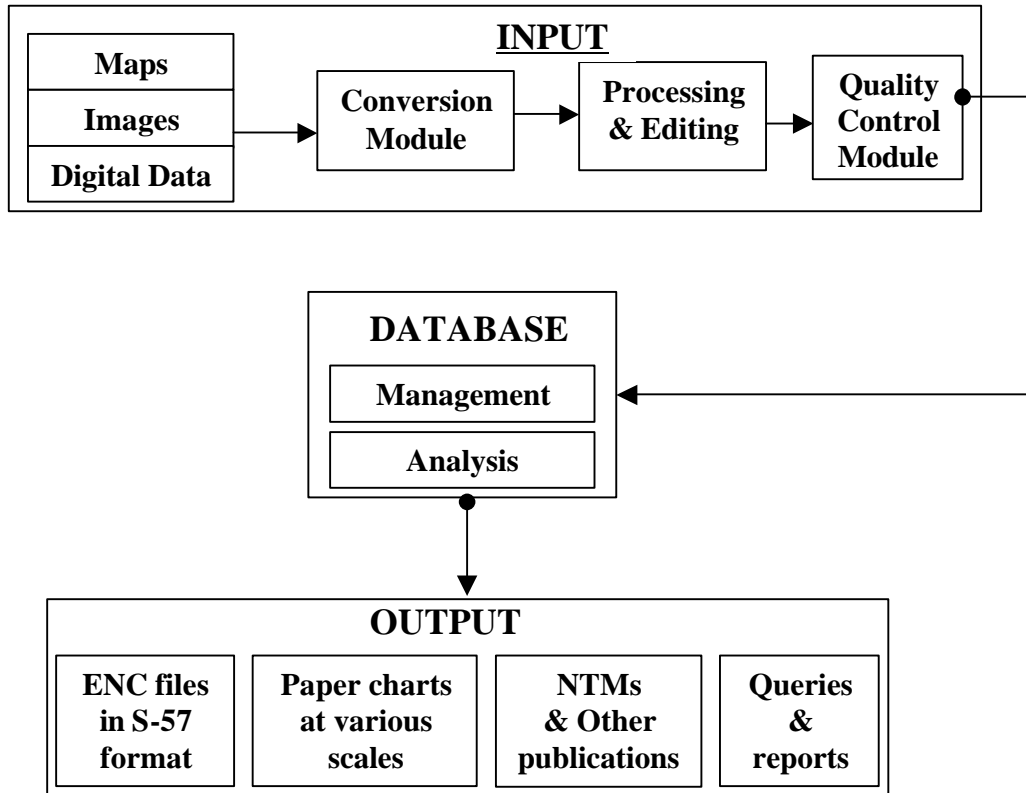 INPUT
Maps
Images
Digital Data
Conversion
Module
Processing
& Editing
Quality
Control
Module
DATABASE
Management
Analysis
OUTPUT
ENC files
in S-57
format
Paper charts
at various
scales
NTMs
& Other
publications
Queries
&
reports